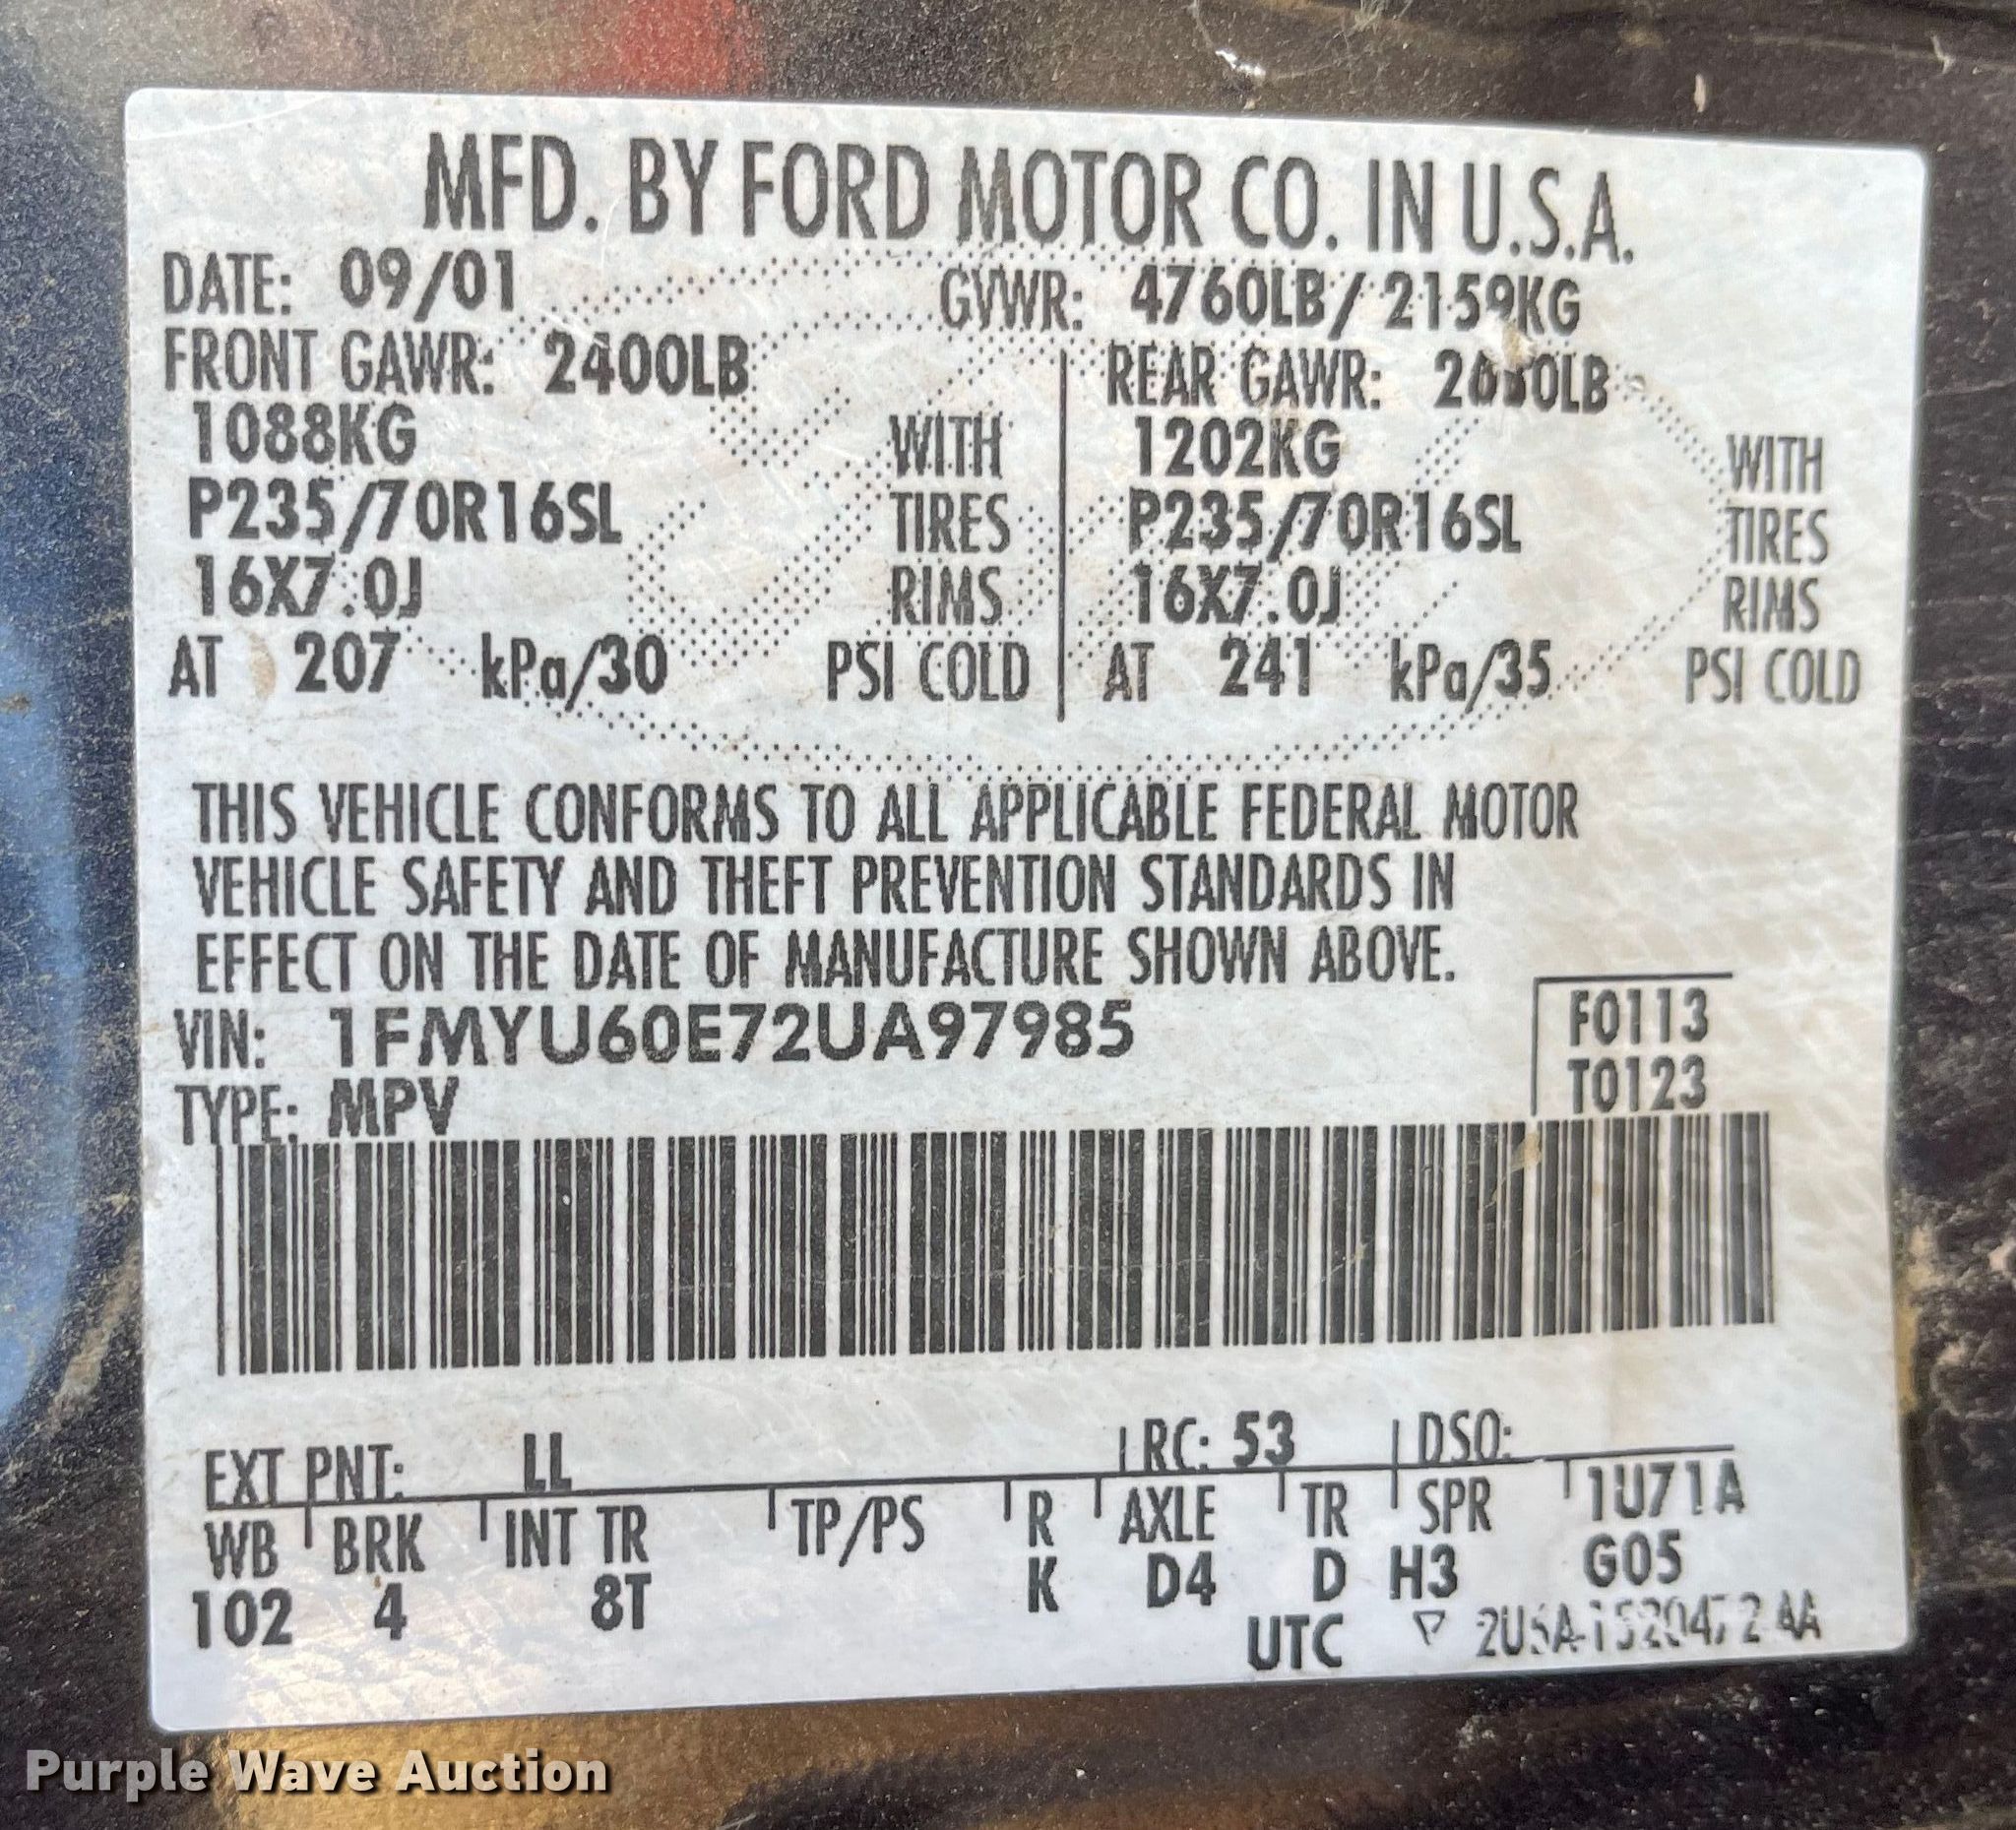 MFD. BY FORD MOTOR CO. IN U.S.A.
DATE: 09/01 GVWR: 4760LB/ 2159KG
FRONT GAWR: 2400LB REAR GAWR: 2650LB
1088KG WITH 1202KG WITH
P235/70R16SL TIRES P235/70R16SL TIRES
16X7.0J RIMS 16X7.0J RIMS
AT 207 kPa/30 PSI COLD AT 241 kPa/35 PSI COLD
THIS VEHICLE CONFORMS TO ALL APPLICABLE FEDERAL MOTOR
VEHICLE SAFETY AND THEFT PREVENTION STANDARDS IN
EFFECT ON THE DATE OF MANUFACTURE SHOWN ABOVE.
VIN: 1FMYU60E72UA97985 F0113
TYPE: MPV T0123
EXT PNT: LL RC: 53 DSO:
WB BRK INT TR TP/PS R AXLE TR SPR 1U71A
102 4 8T K D4 D H3 G05
UTC
Purple Wave Auction